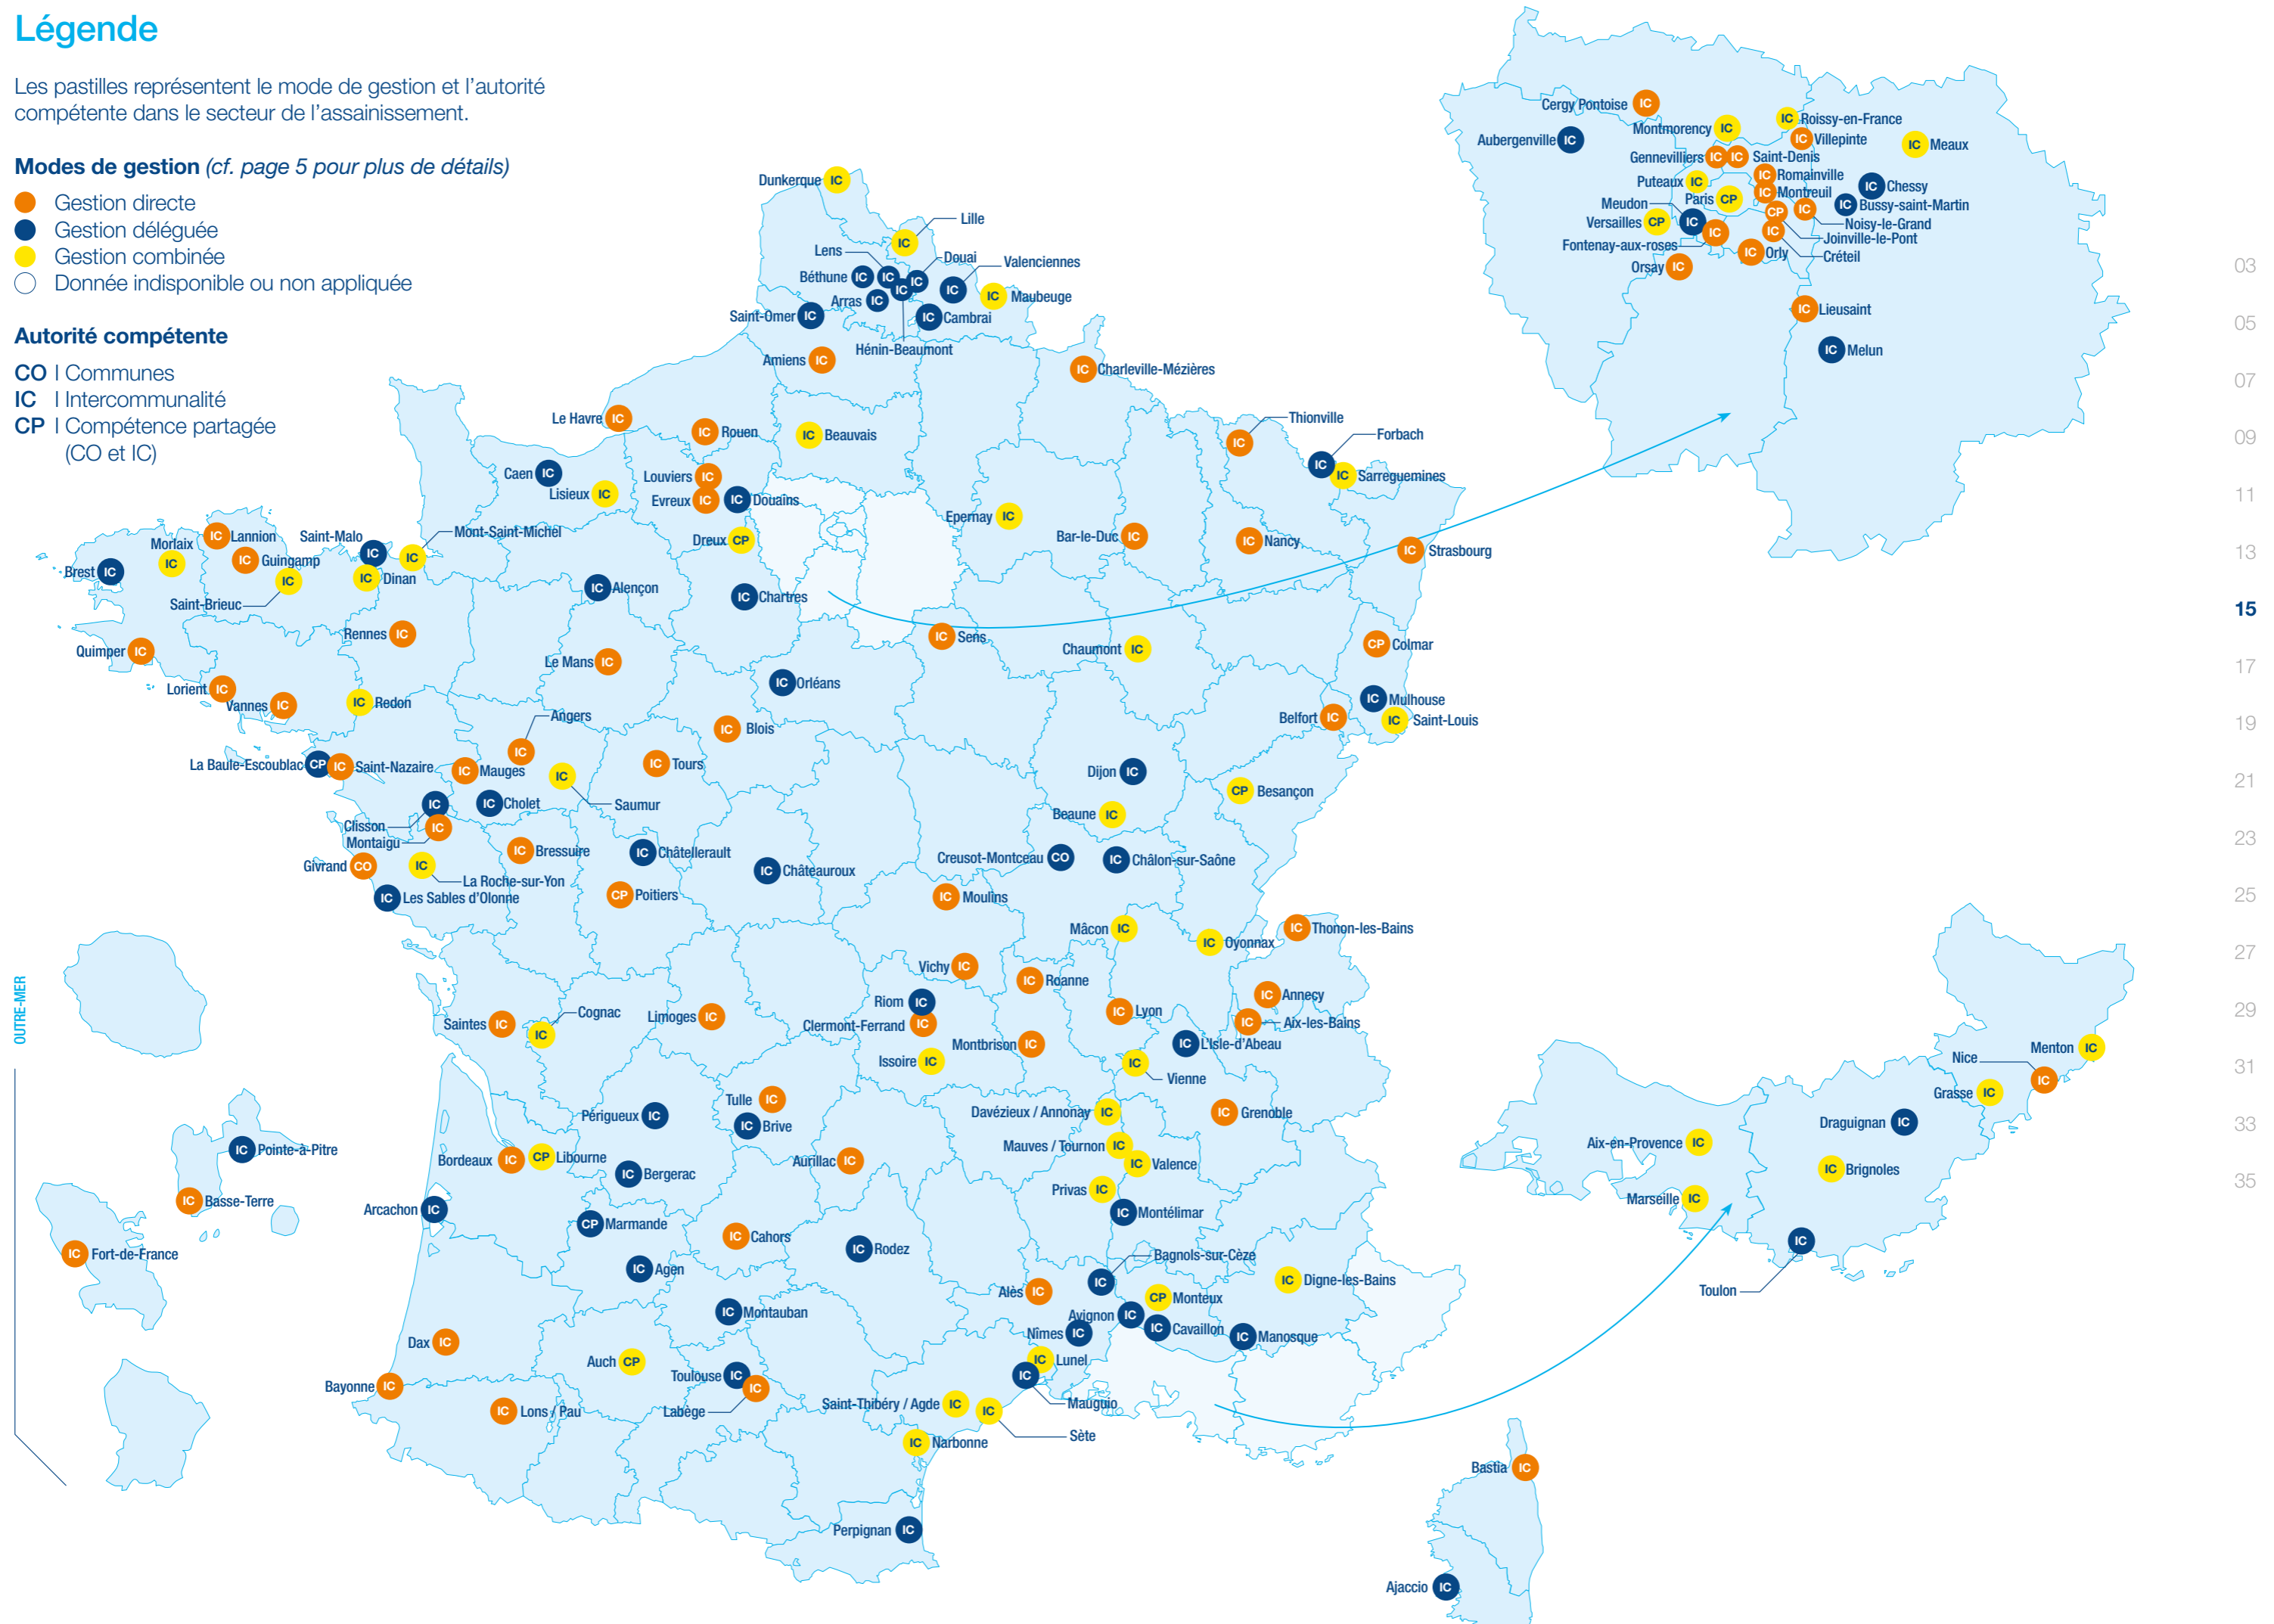 Légende
Les pastilles représentent le mode de gestion et l'autorité
compétente dans le secteur de l'assainissement.
Modes de gestion (cf. page 5 pour plus de détails)
Gestion directe
Gestion déléguée
Gestion combinée
Donnée indisponible ou non appliquée
Autorité compétente
CO | Communes
IC | Intercommunalité
CP | Compétence partagée
(CO et IC)
Cergy Pontoise IC
Montmorency IC
IC Roissy-en-France
Aubergenville IC
IC Villepinte
IC Meaux
Gennevilliers IC
IC Saint-Denis
Puteaux IC
IC Romainville
IC Chessy
Paris CP
IC Montreuil
Meudon IC
IC Bussy-saint-Martin
Versailles CP
CP Joinville-le-Pont
IC Noisy-le-Grand
Fontenay-aux-roses IC
IC Créteil
IC Orly
Orsay IC
IC Lieusaint
IC Melun
Dunkerque IC
Lille IC
Lens IC
Douai IC
Valenciennes IC
Béthune IC
Arras IC
IC Maubeuge
Saint-Omer IC
IC Cambrai
Hénin-Beaumont IC
Amiens IC
IC Charleville-Mézières
Le Havre IC
IC Rouen
IC Beauvais
Thionville IC
Forbach IC
IC Sarreguemines
Caen IC
Louviers IC
Lisieux IC
Evreux IC
IC Douains
Epernay IC
Dreux CP
Bar-le-Duc IC
IC Nancy
IC Strasbourg
Morlaix IC
IC Lannion
Saint-Malo IC
Mont-Saint-Michel IC
Brest IC
IC Guingamp
IC Dinan
Saint-Brieuc IC
IC Alençon
IC Chartres
Rennes IC
IC Sens
Quimper IC
Le Mans IC
Chaumont IC
CP Colmar
Lorient IC
Vannes IC
IC Redon
IC Orléans
IC Mulhouse
Angers IC
IC Blois
Belfort IC
IC Saint-Louis
La Baule-Escoublac CP
IC Saint-Nazaire
IC Mauges
IC Saumur
IC Tours
Dijon IC
CP Besançon
IC Cholet
Clisson IC
Montaigu IC
Beaune IC
Givrand CO
IC Bressuire
IC Châtellerault
IC Châteauroux
Creusot-Montceau CO
IC Châlon-sur-Saône
IC La Roche-sur-Yon
IC Les Sables d'Olonne
CP Poitiers
IC Moulins
Mâcon IC
IC Oyonnax
IC Thonon-les-Bains
Vichy IC
IC Roanne
IC Annecy
Riom IC
Saintes IC
Cognac IC
Limoges IC
Clermont-Ferrand IC
IC Lyon
IC Aix-les-Bains
Issoire IC
Montbrison IC
IC L'Isle-d'Abeau
IC Vienne
Périgueux IC
Tulle IC
IC Brive
Davézieux / Annonay IC
IC Grenoble
Bordeaux IC
CP Libourne
IC Bergerac
Aurillac IC
Mauves / Tournon IC
IC Valence
Privas IC
Arcachon IC
CP Marmande
IC Montélimar
IC Cahors
IC Rodez
IC Agen
Bagnols-sur-Cèze IC
Alès IC
CP Monteux
IC Digne-les-Bains
IC Montauban
Avignon IC
IC Cavaillon
Nîmes IC
IC Manosque
Dax IC
Auch CP
Toulouse IC
IC Lunel
Bayonne IC
IC Lons / Pau
Labège IC
Saint-Thibéry / Agde IC
IC Mauguio
IC Sète
IC Narbonne
Perpignan IC
Bastia IC
Ajaccio IC
Menton IC
Nice IC
Grasse IC
Draguignan IC
Aix-en-Provence IC
IC Brignoles
Marseille IC
Toulon IC
OUTRE-MER
IC Pointe-à-Pitre
IC Basse-Terre
IC Fort-de-France
03
05
07
09
11
13
15
17
19
21
23
25
27
29
31
33
35